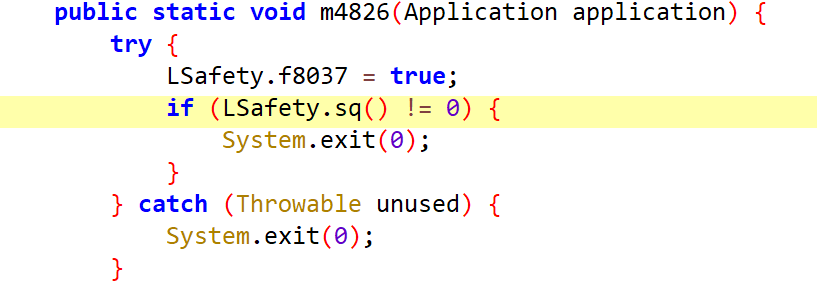 public static void m4826(Application application) {
try {
LSafety.f8037 = true;
if (LSafety.sq() != 0) {
System.exit(0);
}
} catch (Throwable unused) {
System.exit(0);
}